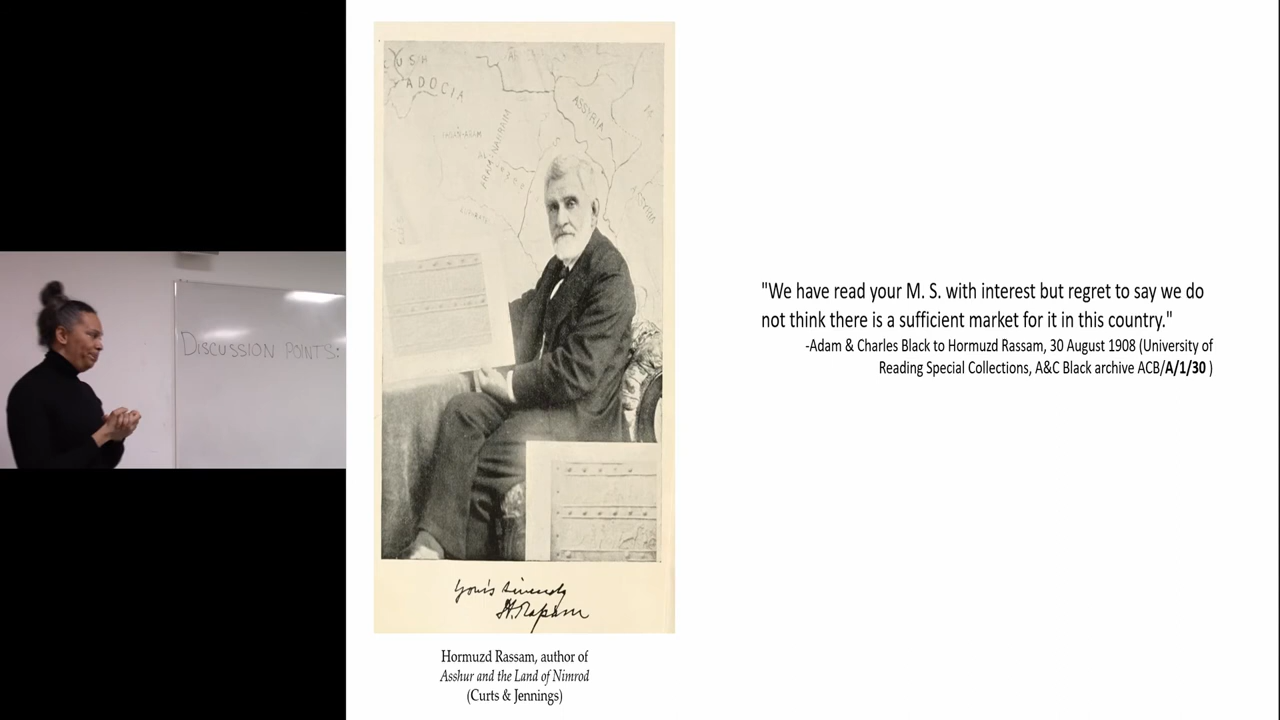 DISCUSSION POINTS:
CUSH
ADOCIA
ASSYRIA
Yours sincerely
H. Rassam
Hormuzd Rassam, author of
Asshur and the Land of Nimrod
(Curts & Jennings)
"We have read your M. S. with interest but regret to say we do
not think there is a sufficient market for it in this country."
-Adam & Charles Black to Hormuzd Rassam, 30 August 1908 (University of
Reading Special Collections, A&C Black archive ACB/A/1/30 )